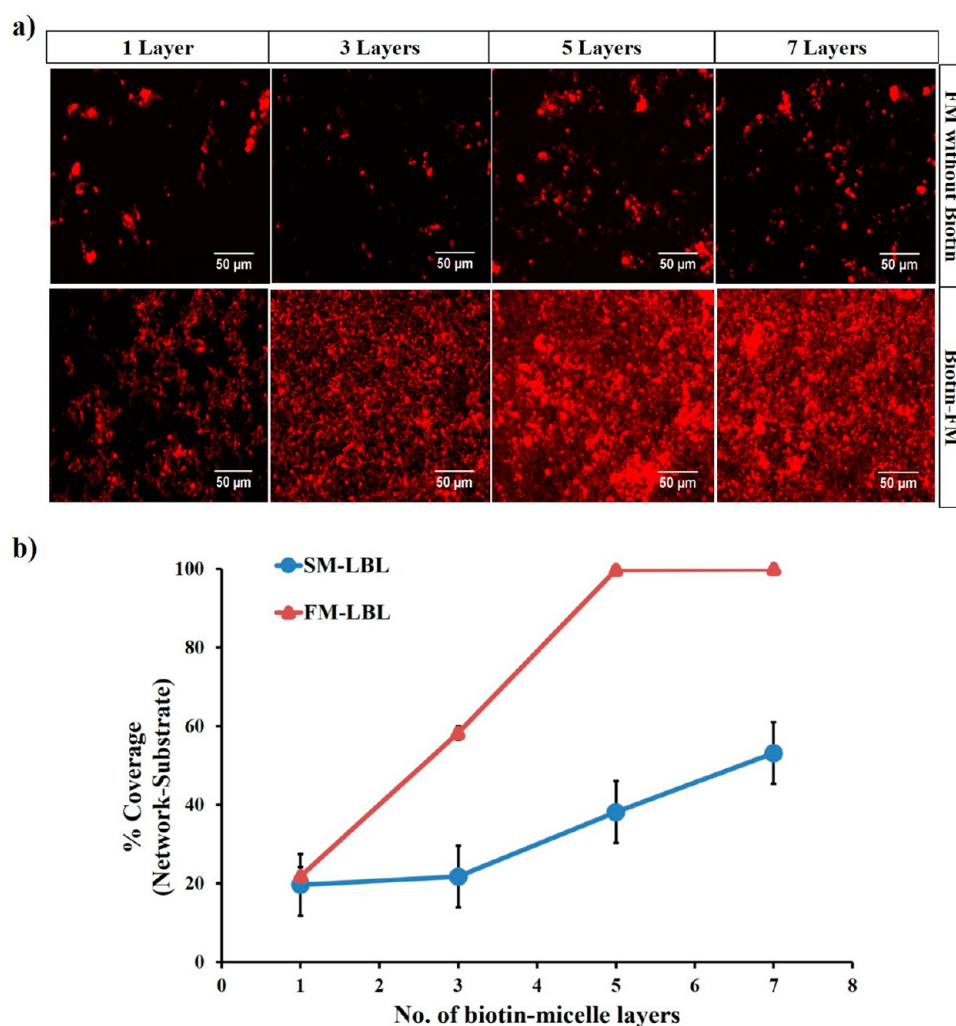 a)
1 Layer 3 Layers 5 Layers 7 Layers
50 µm 50 µm 50 µm 50 µm
FM without Biotin
50 µm 50 µm 50 µm 50 µm
Biotin-FM
b)
SM-LBL
FM-LBL
100
80
60
40
20
0
% Coverage
(Network-Substrate)
0 1 2 3 4 5 6 7 8
No. of biotin-micelle layers